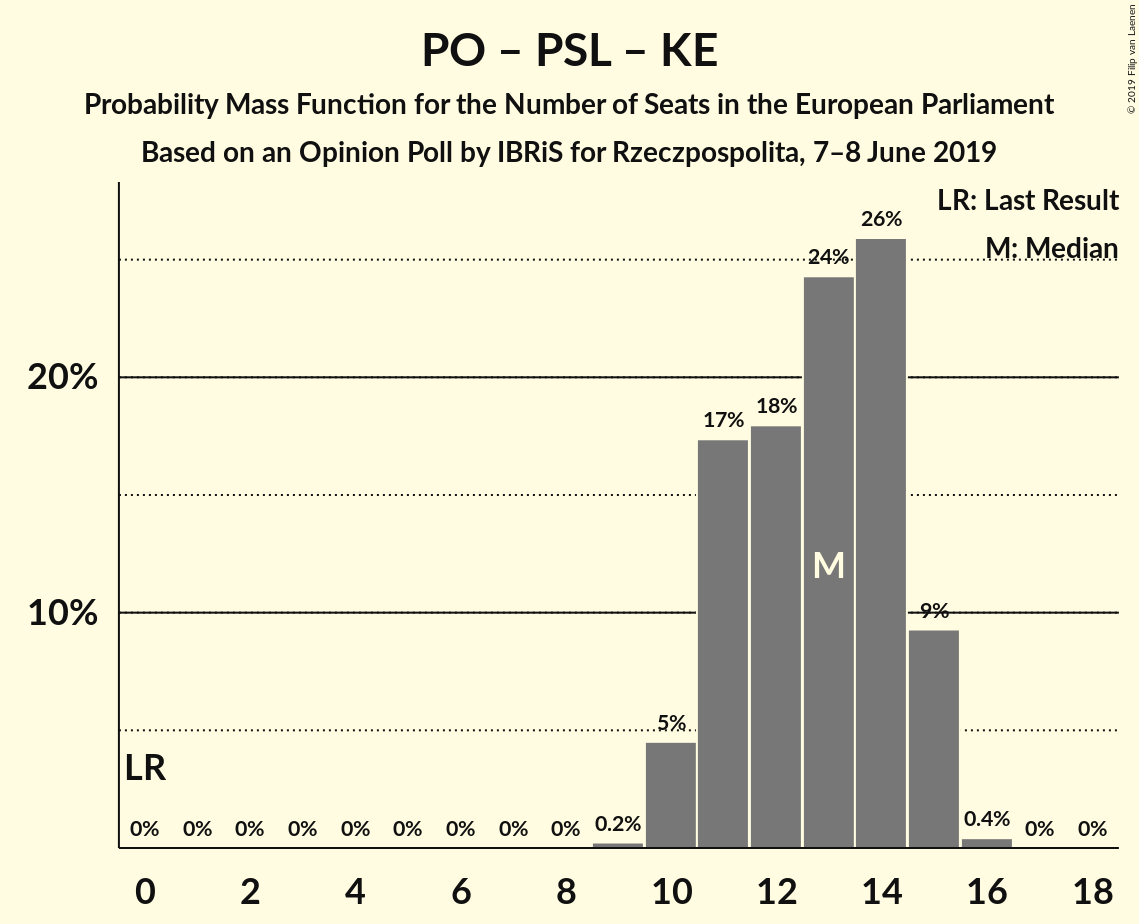 PO – PSL – KE
Probability Mass Function for the Number of Seats in the European Parliament
Based on an Opinion Poll by IBRiS for Rzeczpospolita, 7–8 June 2019
© 2019 Filip van Laenen
LR: Last Result
M: Median
20%
10%
LR
0% 0% 0% 0% 0% 0% 0% 0% 0% 0.2% 5% 17% 18% 24% 26% 9% 0.4% 0% 0%
M
0 2 4 6 8 10 12 14 16 18